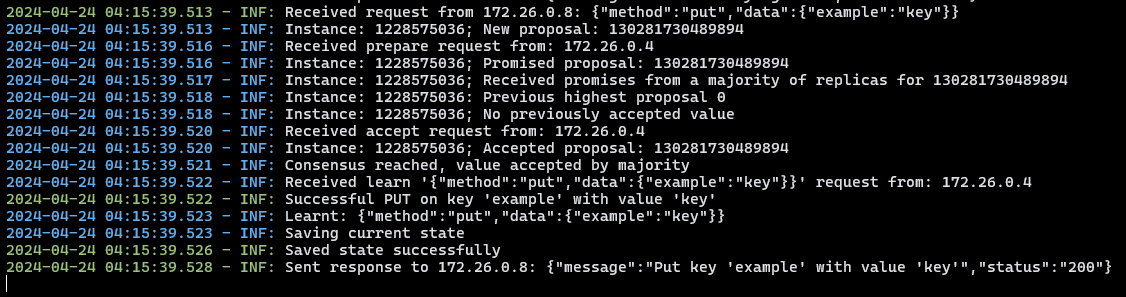 2024-04-24 04:15:39.513 - INF: Received request from 172.26.0.8: {"method":"put","data":{"example":"key"}}
2024-04-24 04:15:39.513 - INF: Instance: 1228575036; New proposal: 130281730489894
2024-04-24 04:15:39.516 - INF: Received prepare request from: 172.26.0.4
2024-04-24 04:15:39.516 - INF: Instance: 1228575036; Promised proposal: 130281730489894
2024-04-24 04:15:39.517 - INF: Instance: 1228575036; Received promises from a majority of replicas for 130281730489894
2024-04-24 04:15:39.518 - INF: Instance: 1228575036: Previous highest proposal 0
2024-04-24 04:15:39.518 - INF: Instance: 1228575036; No previously accepted value
2024-04-24 04:15:39.520 - INF: Received accept request from: 172.26.0.4
2024-04-24 04:15:39.520 - INF: Instance: 1228575036; Accepted proposal: 130281730489894
2024-04-24 04:15:39.521 - INF: Consensus reached, value accepted by majority
2024-04-24 04:15:39.522 - INF: Received learn '{"method":"put","data":{"example":"key"}}' request from: 172.26.0.4
2024-04-24 04:15:39.522 - INF: Successful PUT on key 'example' with value 'key'
2024-04-24 04:15:39.523 - INF: Learnt: {"method":"put","data":{"example":"key"}}
2024-04-24 04:15:39.523 - INF: Saving current state
2024-04-24 04:15:39.526 - INF: Saved state successfully
2024-04-24 04:15:39.528 - INF: Sent response to 172.26.0.8: {"message":"Put key 'example' with value 'key'","status":"200"}